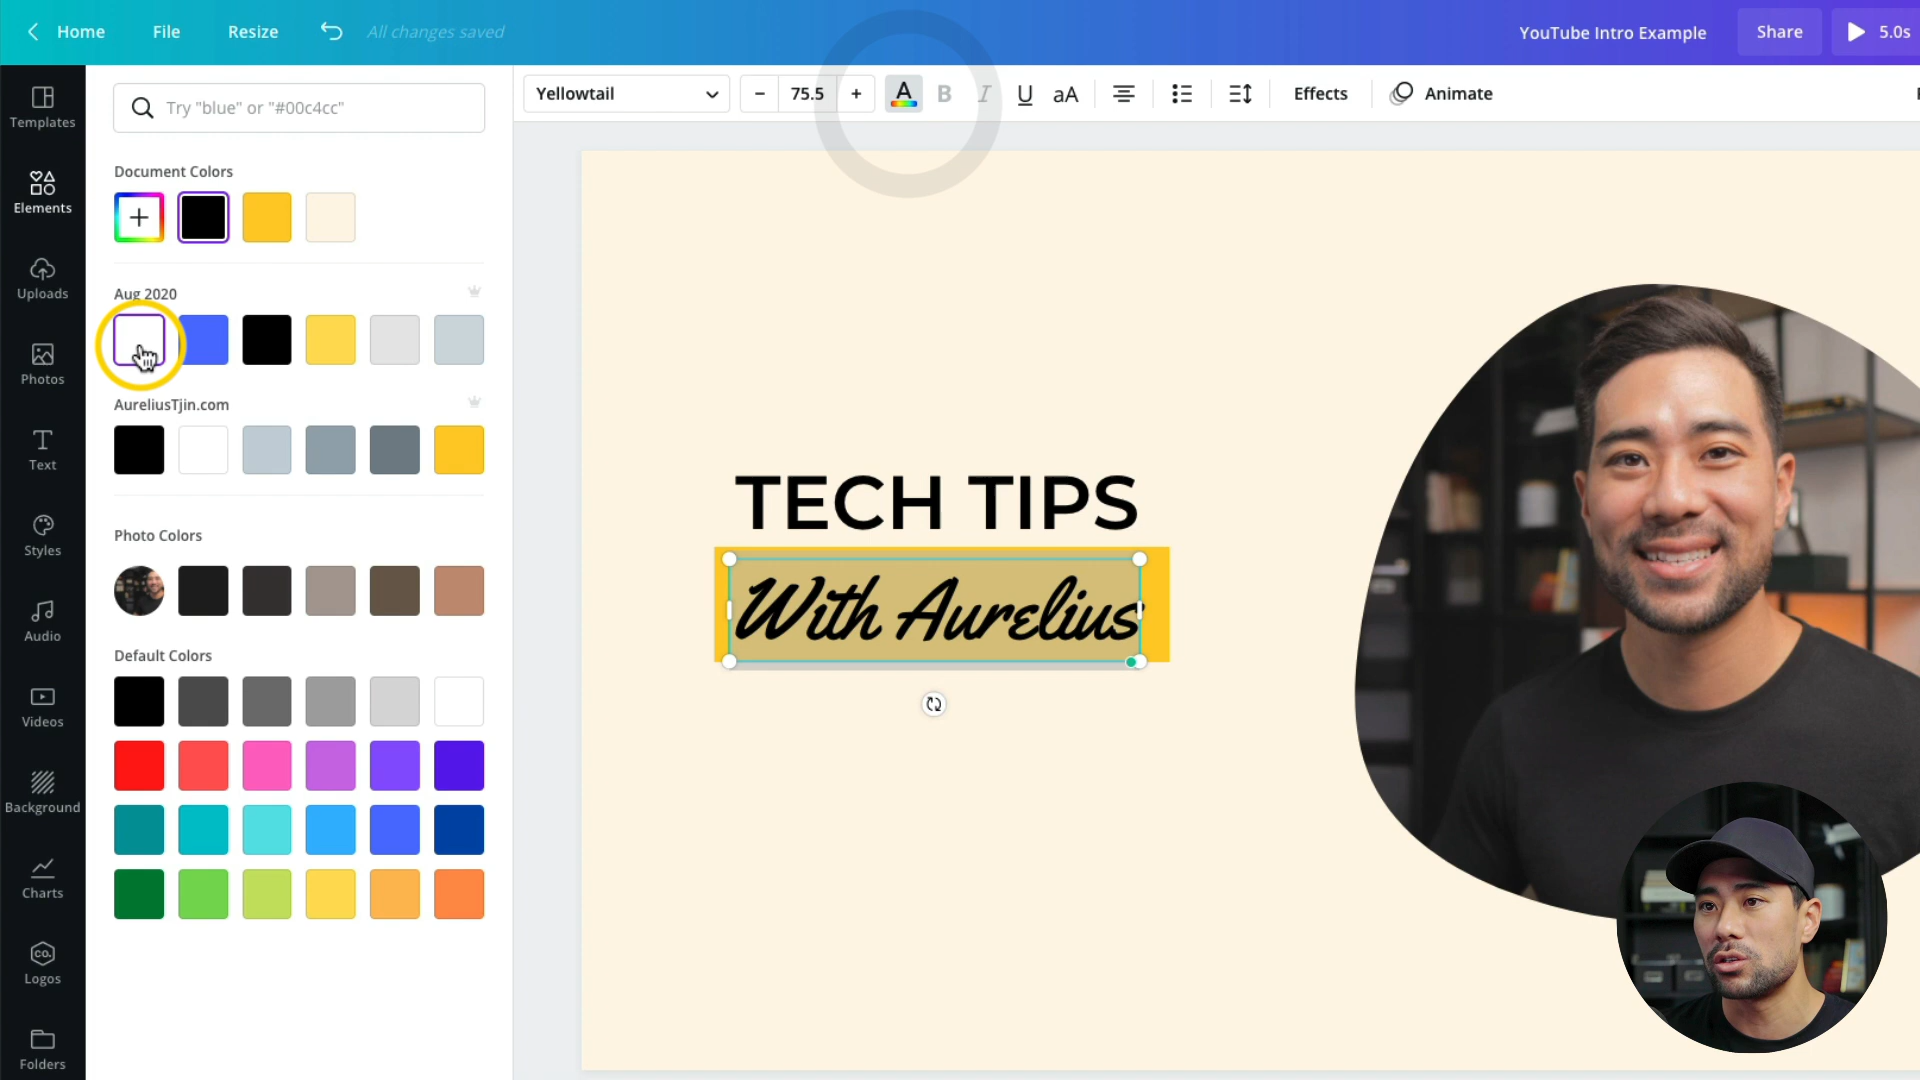 Home
File
Resize
All changes saved
YouTube Intro Example
Share
5.0s
Templates
Elements
Uploads
Photos
Text
Styles
Audio
Videos
Background
Charts
co.
Logos
Folders
Try "blue" or "#00c4cc"
Document Colors
Aug 2020
AureliusTjin.com
Photo Colors
Default Colors
Yellowtail
− 75.5 +
A B I U aA
Effects
Animate
TECH TIPS
With Aurelius